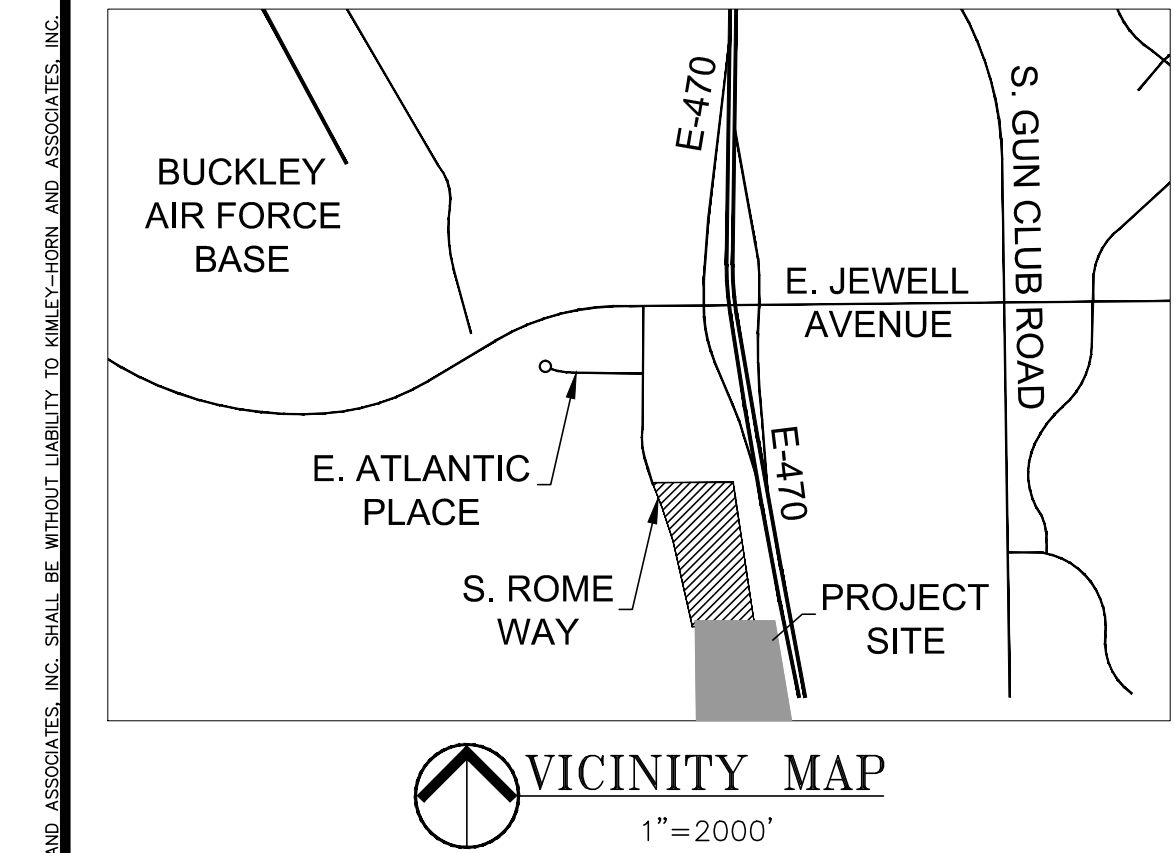 AND ASSOCIATES, INC. SHALL BE WITHOUT LIABILITY TO KIMLEY-HORN AND ASSOCIATES, INC.
E-470
S. GUN CLUB ROAD
BUCKLEY
AIR FORCE
BASE
E. JEWELL
AVENUE
E. ATLANTIC
PLACE
E-470
S. ROME
WAY
PROJECT
SITE
VICINITY MAP
1"=2000'